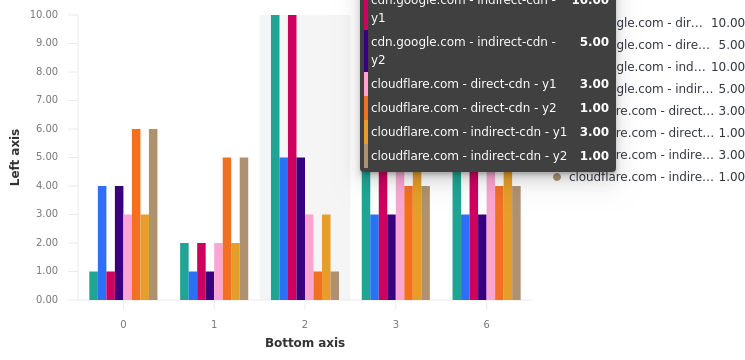 10.00
9.00
8.00
7.00
6.00
5.00
4.00
3.00
2.00
1.00
0.00
Left axis
0
1
2
3
6
Bottom axis
cdn.google.com - indirect-cdn - y1 10.00
cdn.google.com - indirect-cdn - y2 5.00
cloudflare.com - direct-cdn - y1 3.00
cloudflare.com - direct-cdn - y2 1.00
cloudflare.com - indirect-cdn - y1 3.00
cloudflare.com - indirect-cdn - y2 1.00
gle.com - dir… 10.00
gle.com - dire… 5.00
gle.com - ind… 10.00
gle.com - indir… 5.00
re.com - direct… 3.00
re.com - direct… 1.00
re.com - indire… 3.00
cloudflare.com - indire… 1.00